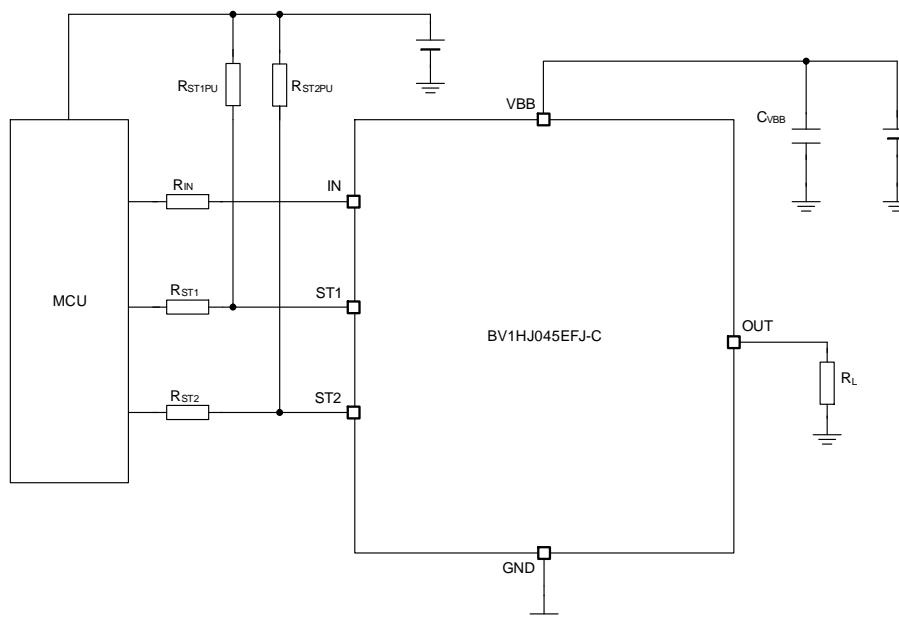 RST1PU
RST2PU
VBB
CVBB
RIN
IN
MCU
RST1
ST1
BV1HJ045EFJ-C
OUT
RL
RST2
ST2
GND